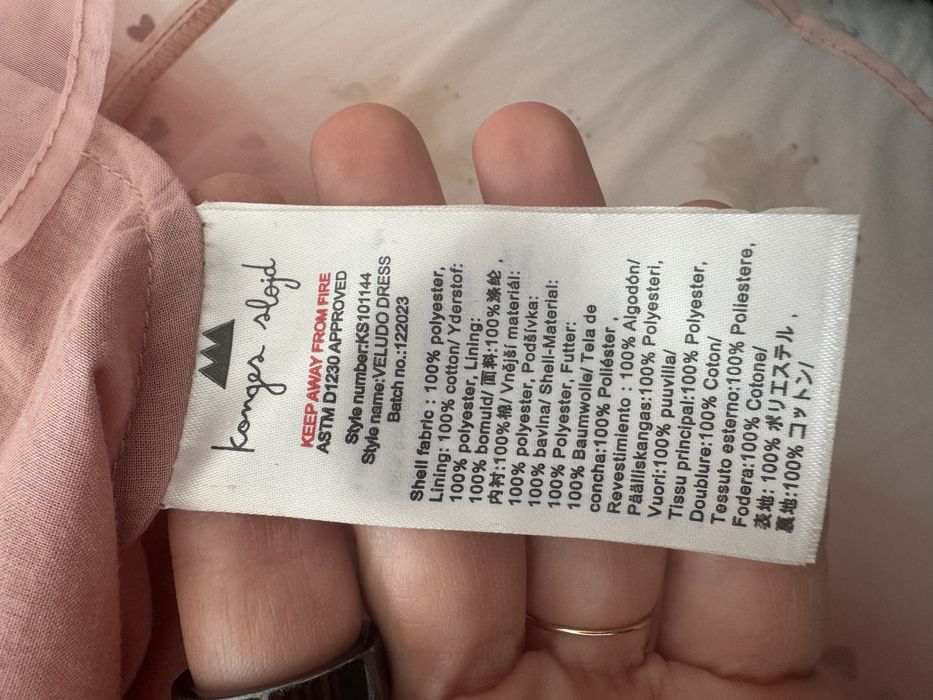 konges sløjd
KEEP AWAY FROM FIRE
ASTM D1230 APPROVED
Style number:KS101144
Style name:VELUDO DRESS
Batch no.:122023
Shell fabric : 100% polyester,
Lining: 100% cotton/ Yderstof:
100% polyester, Lining:
100% bomuld/ 面料:100%涤纶 ,
内衬:100%棉/ Vnější materiál:
100% polyester, Podšívka:
100% bavlna/ Shell-Material:
100% Polyester, Futter:
100% Baumwolle/ Tela de
concha:100% Poliéster ,
Revestimiento : 100% Algodón/
Päälliskangas:100% Polyesteri,
Vuori:100% puuvilla/
Tissu principal:100% Polyester,
Doublure:100% Coton/
Tessuto esterno:100% Poliestere,
Fodera:100% Cotone/
表地: 100% ポリエステル ,
裏地:100% コットン/